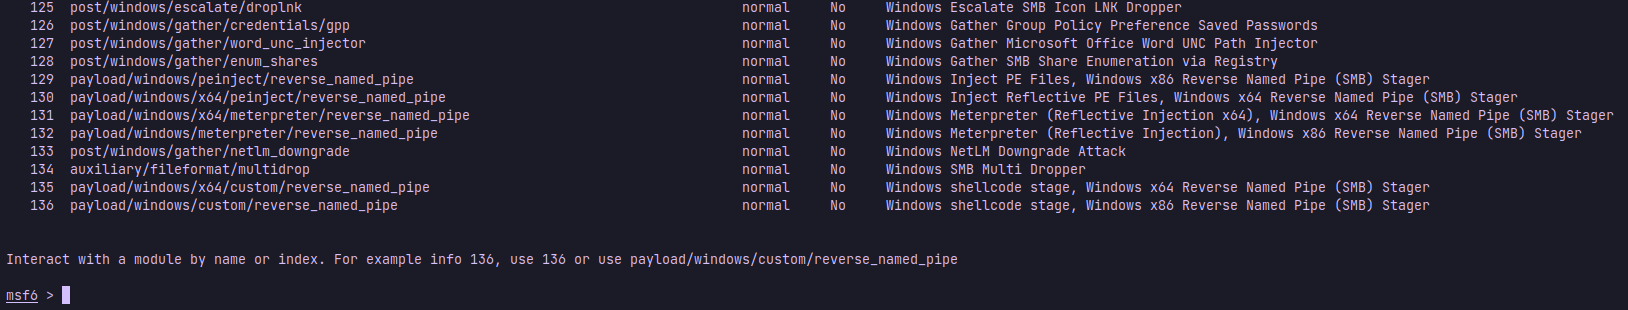 125 post/windows/escalate/droplnk normal No Windows Escalate SMB Icon LNK Dropper
126 post/windows/gather/credentials/gpp normal No Windows Gather Group Policy Preference Saved Passwords
127 post/windows/gather/word_unc_injector normal No Windows Gather Microsoft Office Word UNC Path Injector
128 post/windows/gather/enum_shares normal No Windows Gather SMB Share Enumeration via Registry
129 payload/windows/peinject/reverse_named_pipe normal No Windows Inject PE Files, Windows x86 Reverse Named Pipe (SMB) Stager
130 payload/windows/x64/peinject/reverse_named_pipe normal No Windows Inject Reflective PE Files, Windows x64 Reverse Named Pipe (SMB) Stager
131 payload/windows/x64/meterpreter/reverse_named_pipe normal No Windows Meterpreter (Reflective Injection x64), Windows x64 Reverse Named Pipe (SMB) Stager
132 payload/windows/meterpreter/reverse_named_pipe normal No Windows Meterpreter (Reflective Injection), Windows x86 Reverse Named Pipe (SMB) Stager
133 post/windows/gather/netlm_downgrade normal No Windows NetLM Downgrade Attack
134 auxiliary/fileformat/multidrop normal No Windows SMB Multi Dropper
135 payload/windows/x64/custom/reverse_named_pipe normal No Windows shellcode stage, Windows x64 Reverse Named Pipe (SMB) Stager
136 payload/windows/custom/reverse_named_pipe normal No Windows shellcode stage, Windows x86 Reverse Named Pipe (SMB) Stager
Interact with a module by name or index. For example info 136, use 136 or use payload/windows/custom/reverse_named_pipe
msf6 >